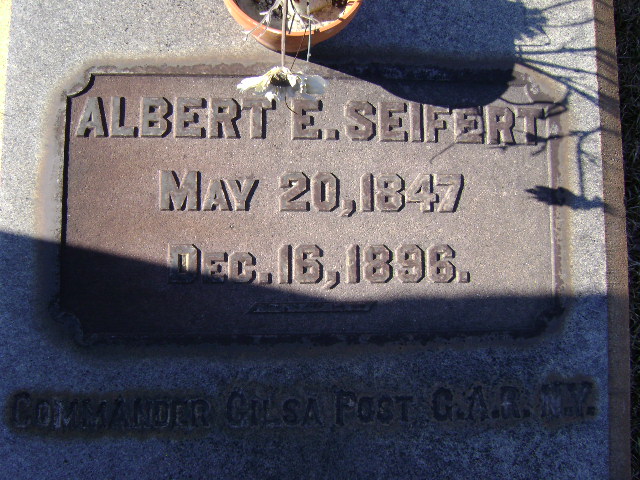 ALBERT E. SEIFERT
MAY 20, 1847
DEC. 16, 1896.
COMMANDER GILSA POST G.A.R. N.Y.